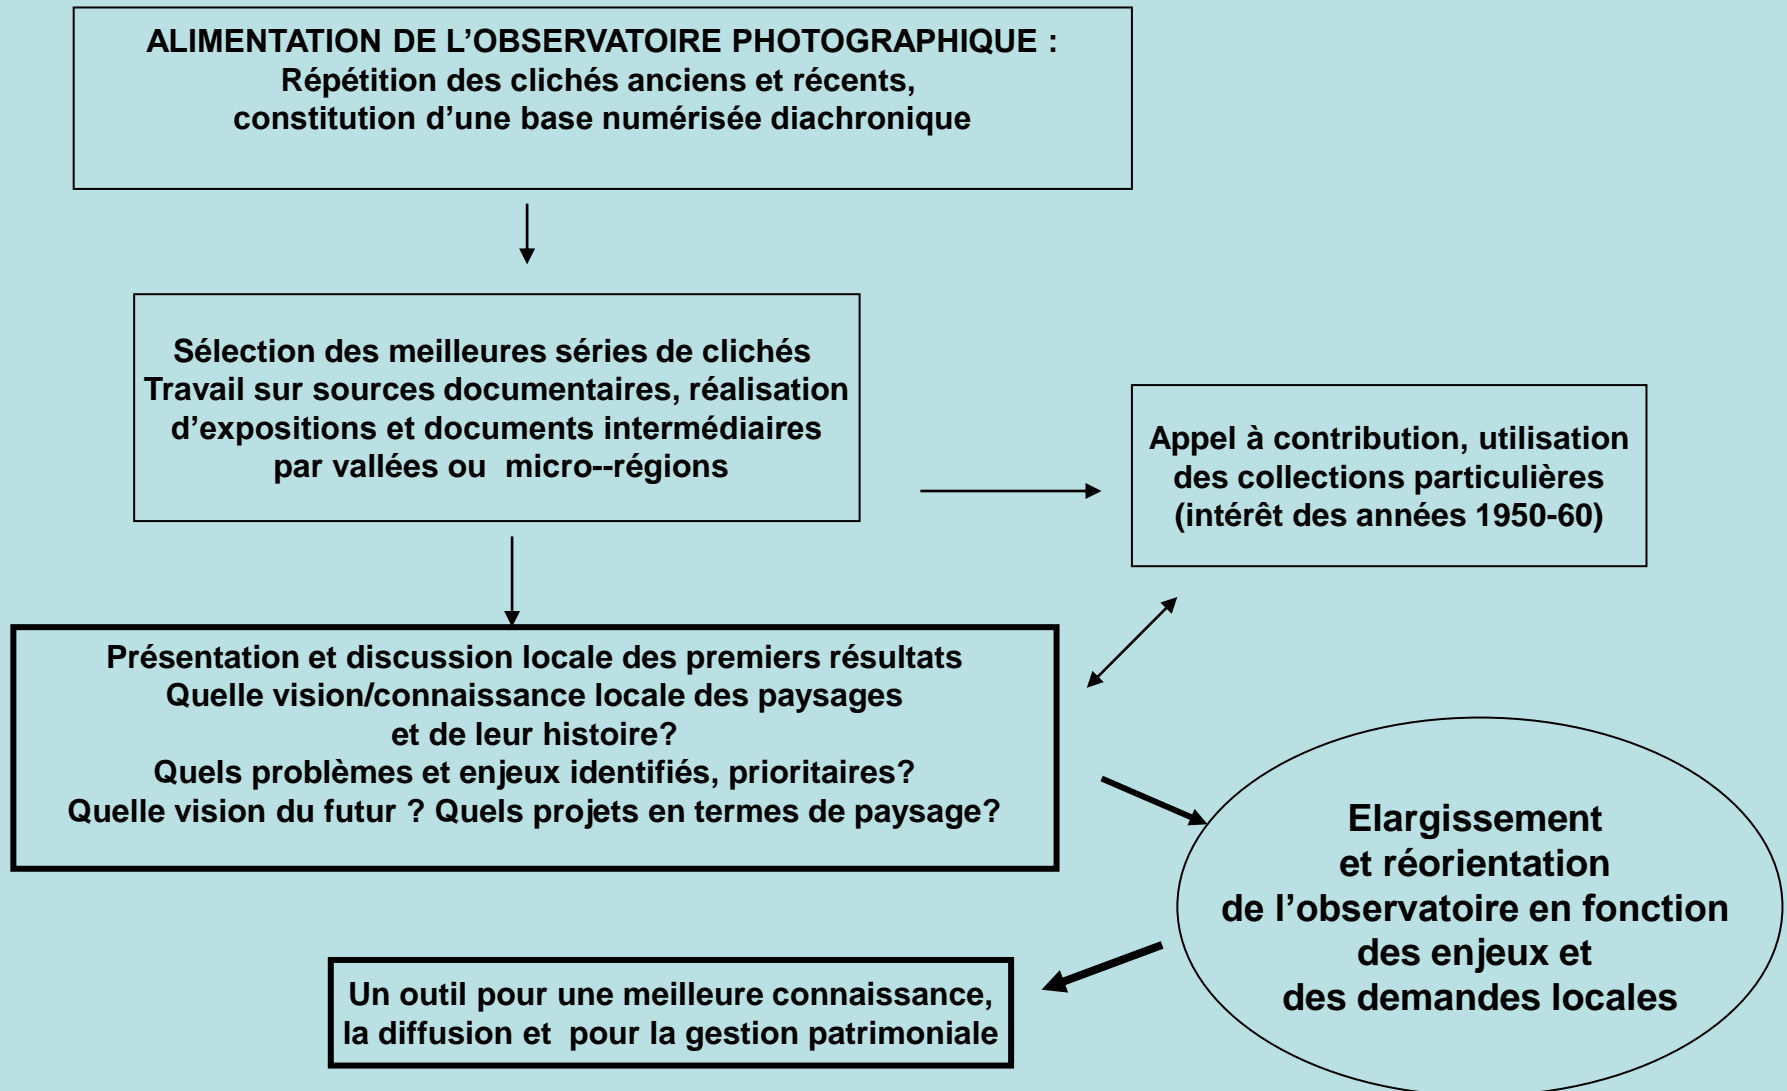 ALIMENTATION DE L’OBSERVATOIRE PHOTOGRAPHIQUE :
Répétition des clichés anciens et récents,
constitution d’une base numérisée diachronique
Sélection des meilleures séries de clichés
Travail sur sources documentaires, réalisation
d’expositions et documents intermédiaires
par vallées ou  micro--régions
Appel à contribution, utilisation
des collections particulières
(intérêt des années 1950-60)
Présentation et discussion locale des premiers résultats
Quelle vision/connaissance locale des paysages
et de leur histoire?
Quels problèmes et enjeux identifiés, prioritaires?
Quelle vision du futur ? Quels projets en termes de paysage?
Elargissement
et réorientation
de l’observatoire en fonction
des enjeux et
des demandes locales
Un outil pour une meilleure connaissance,
la diffusion et  pour la gestion patrimoniale